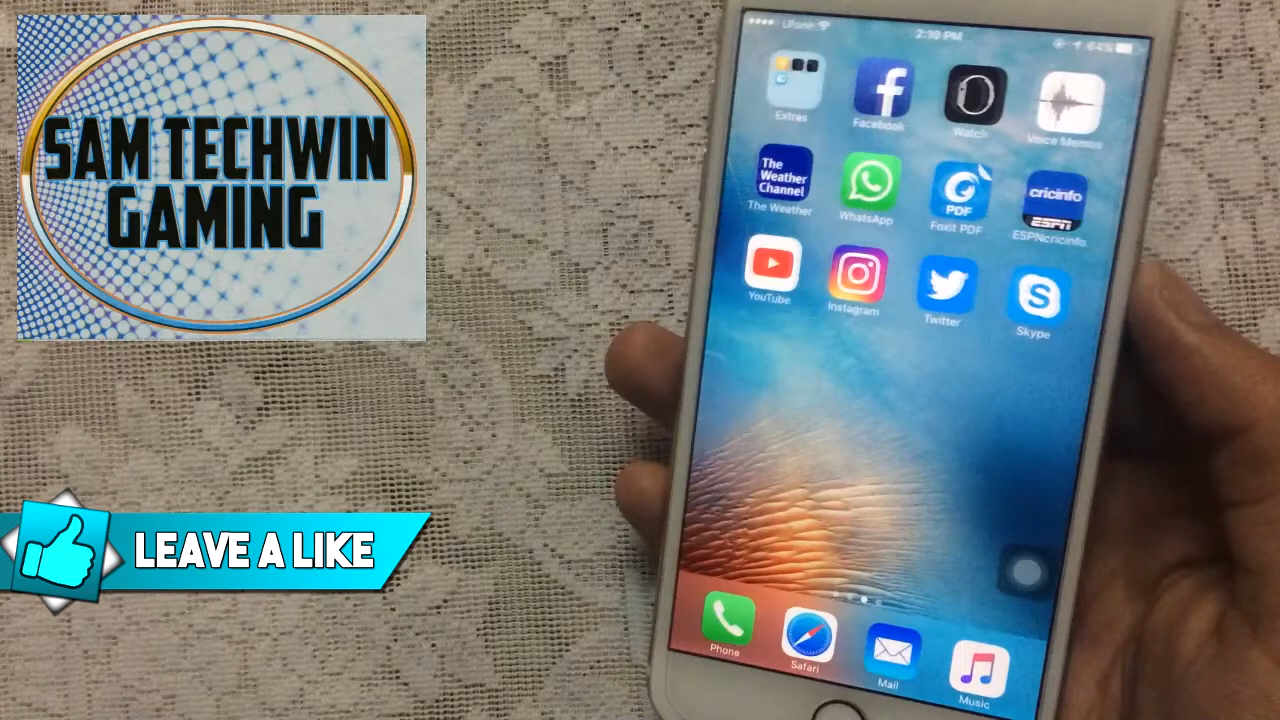 SAM TECHWIN
GAMING
LEAVE A LIKE
Ufone
2:10 PM
64%
Extras
Facebook
Watch
Voice Memos
The
Weather
Channel
The Weather
WhatsApp
PDF
Foxit PDF
cricinfo
ESPN
ESPNcricinfo
YouTube
Instagram
Twitter
Skype
Phone
Safari
Mail
Music